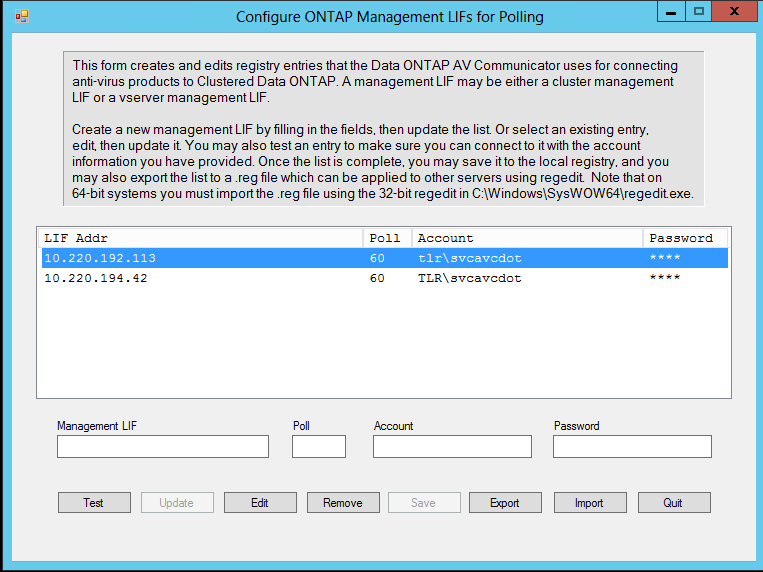 Configure ONTAP Management LIFs for Polling
This form creates and edits registry entries that the Data ONTAP AV Communicator uses for connecting
anti-virus products to Clustered Data ONTAP. A management LIF may be either a cluster management
LIF or a vserver management LIF.
Create a new management LIF by filling in the fields, then update the list. Or select an existing entry,
edit, then update it. You may also test an entry to make sure you can connect to it with the account
information you have provided. Once the list is complete, you may save it to the local registry, and you
may also export the list to a .reg file which can be applied to other servers using regedit. Note that on
64-bit systems you must import the .reg file using the 32-bit regedit in C:\Windows\SysWOW64\regedit.exe.
LIF Addr Poll Account Password
10.220.192.113 60 tlr\svcavcdot ****
10.220.194.42 60 TLR\svcavcdot ****
Management LIF Poll Account Password
Test Update Edit Remove Save Export Import Quit